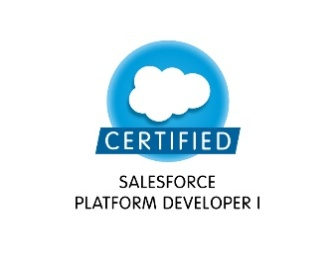 CERTIFIED
SALESFORCE
PLATFORM DEVELOPER I